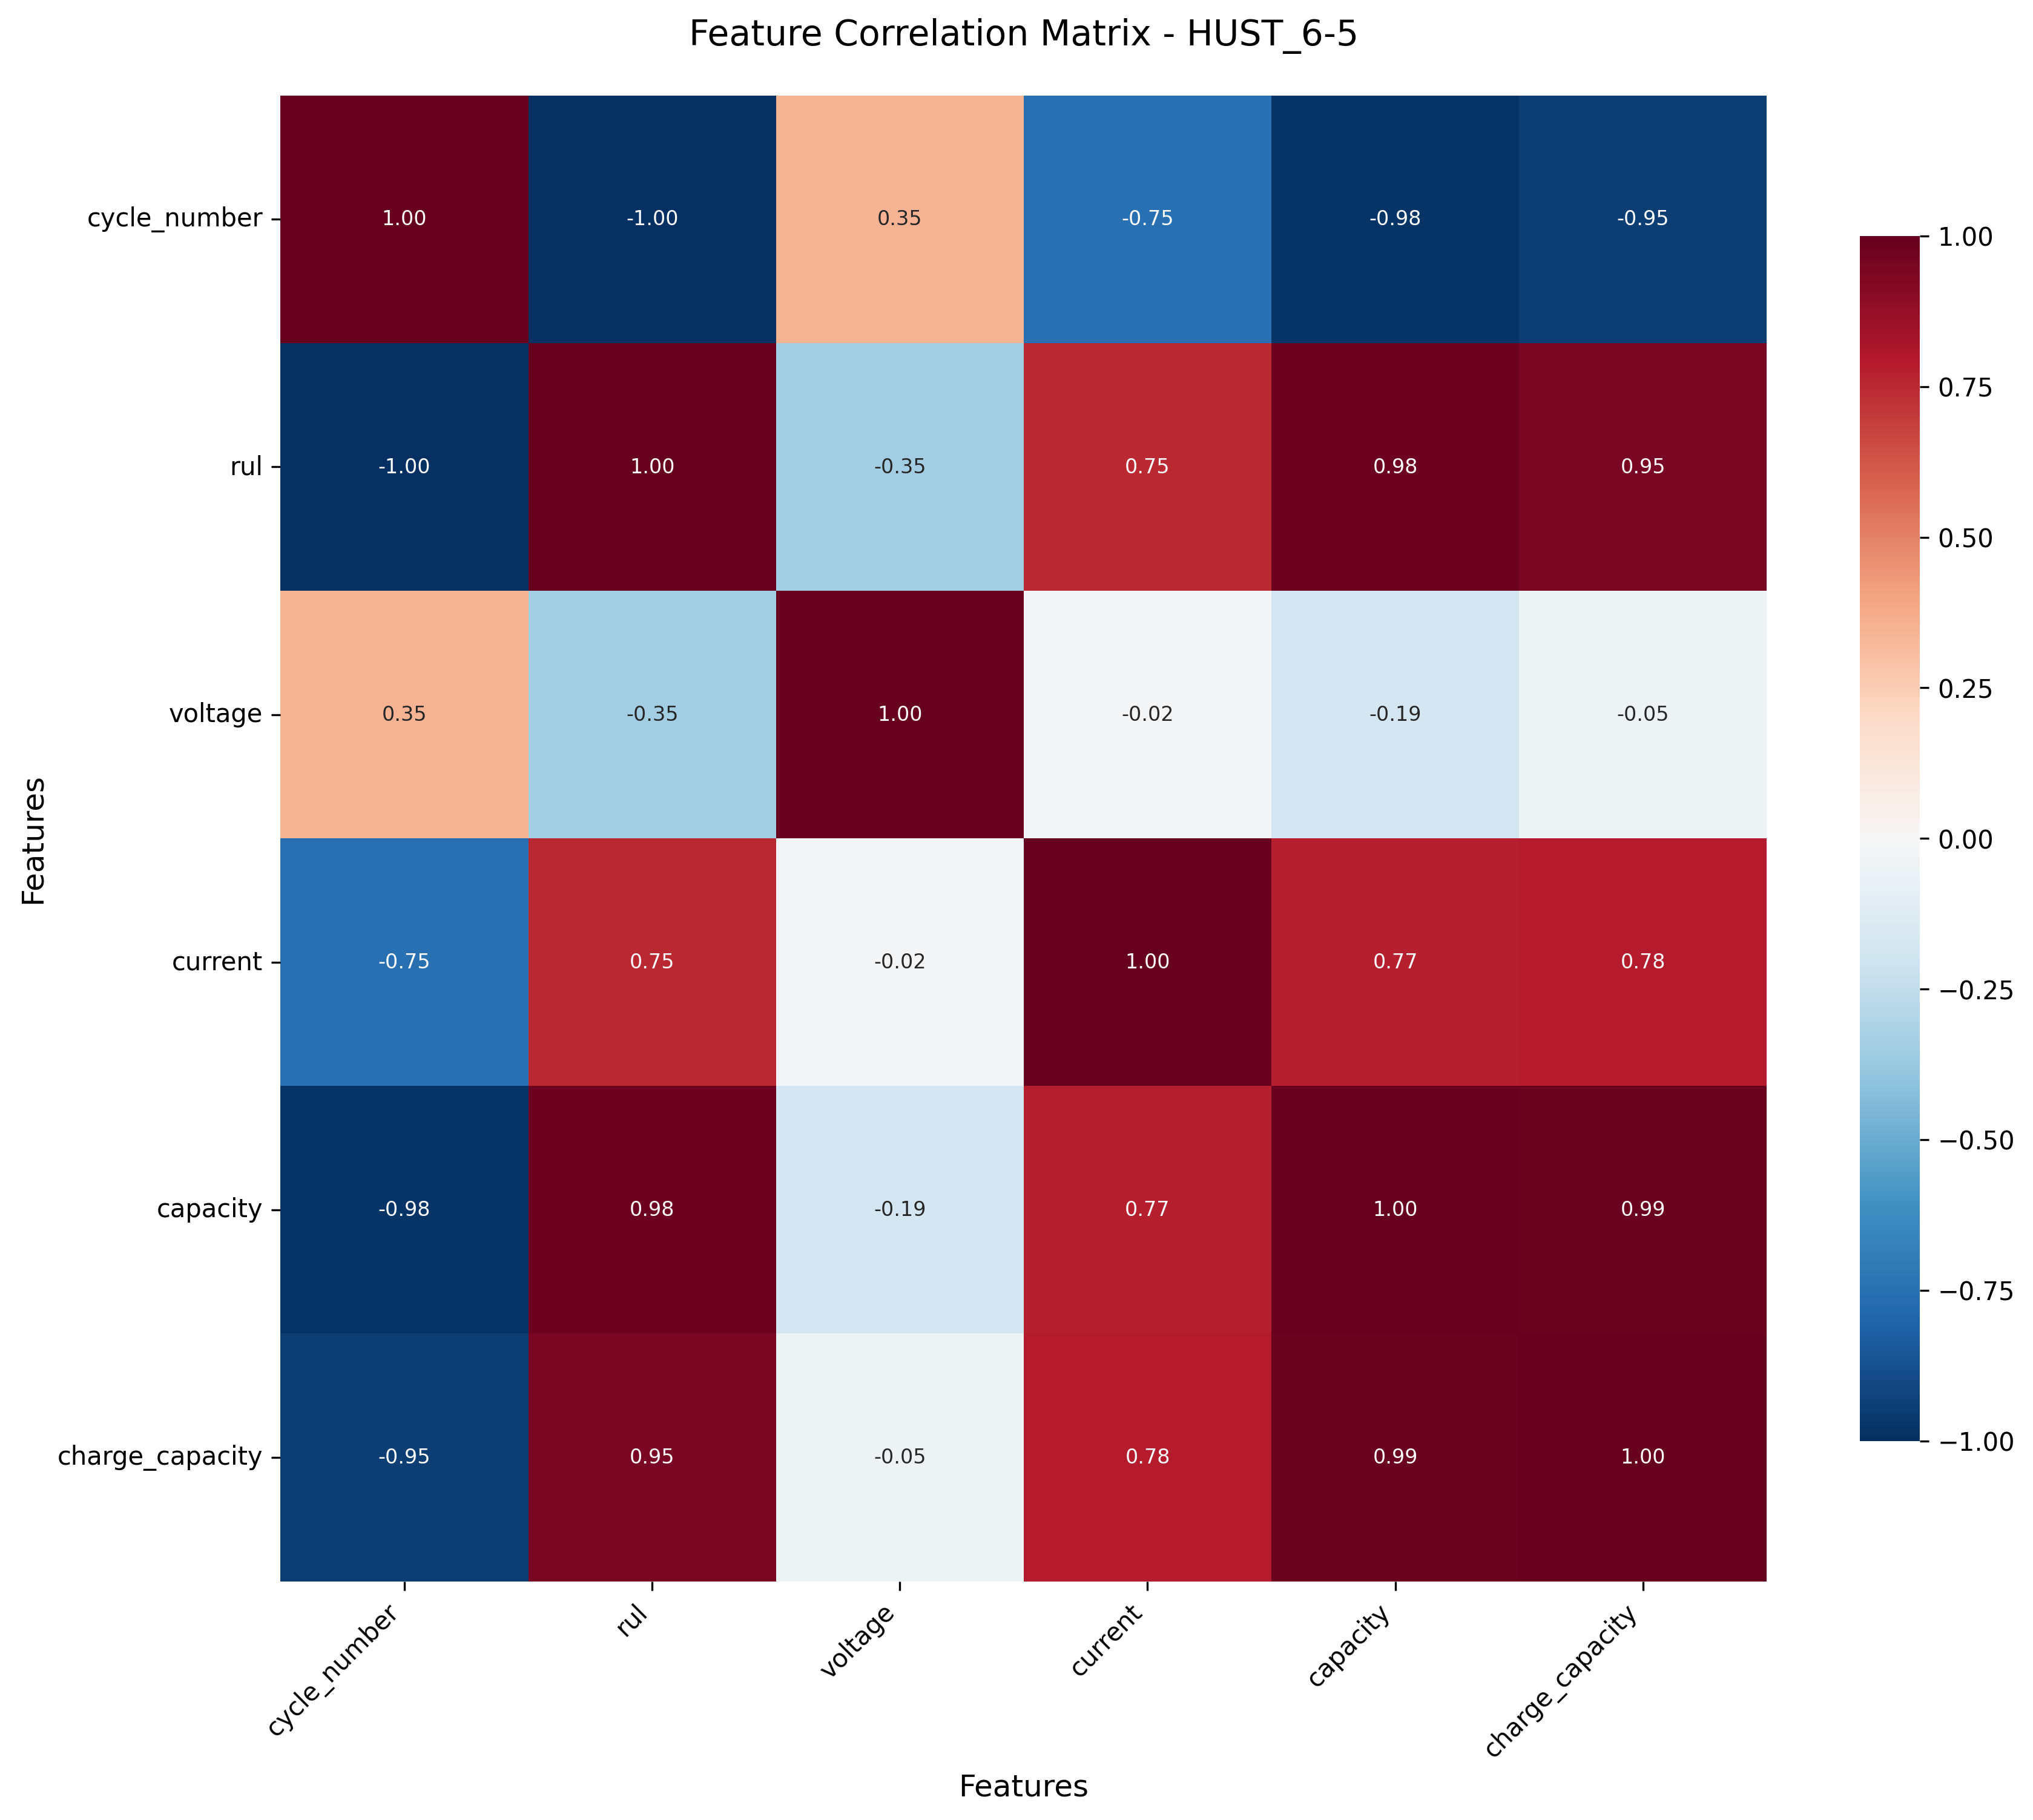 Feature Correlation Matrix - HUST_6-5
cycle_number 1.00 -1.00 0.35 -0.75 -0.98 -0.95
rul -1.00 1.00 -0.35 0.75 0.98 0.95
voltage 0.35 -0.35 1.00 -0.02 -0.19 -0.05
current -0.75 0.75 -0.02 1.00 0.77 0.78
capacity -0.98 0.98 -0.19 0.77 1.00 0.99
charge_capacity -0.95 0.95 -0.05 0.78 0.99 1.00
Features
cycle_number rul voltage current capacity charge_capacity
Features
1.00
0.75
0.50
0.25
0.00
−0.25
−0.50
−0.75
−1.00